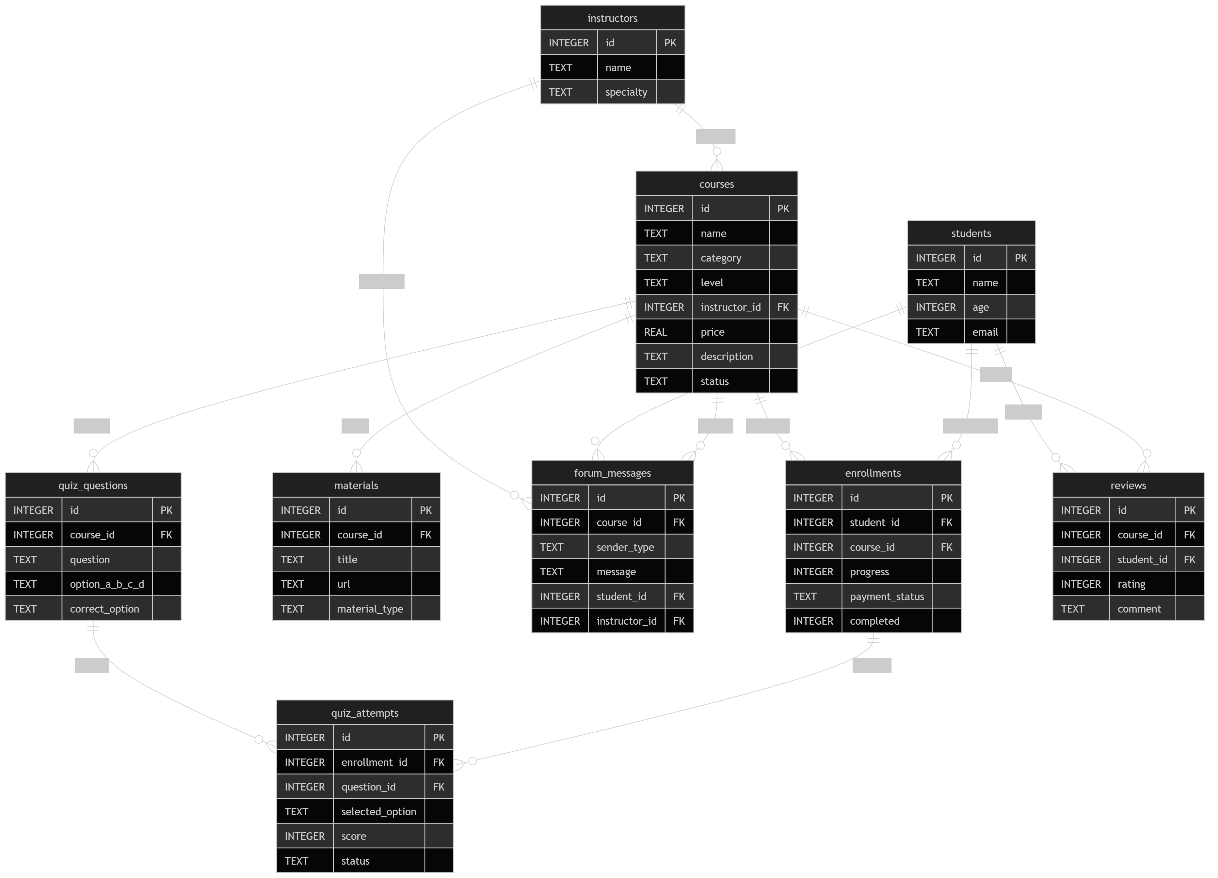 instructors
INTEGER id PK
TEXT name
TEXT specialty
courses
INTEGER id PK
TEXT name
TEXT category
TEXT level
INTEGER instructor_id FK
REAL price
TEXT description
TEXT status
students
INTEGER id PK
TEXT name
INTEGER age
TEXT email
quiz_questions
INTEGER id PK
INTEGER course_id FK
TEXT question
TEXT option_a_b_c_d
TEXT correct_option
materials
INTEGER id PK
INTEGER course_id FK
TEXT title
TEXT url
TEXT material_type
forum_messages
INTEGER id PK
INTEGER course_id FK
TEXT sender_type
TEXT message
INTEGER student_id FK
INTEGER instructor_id FK
enrollments
INTEGER id PK
INTEGER student_id FK
INTEGER course_id FK
INTEGER progress
TEXT payment_status
INTEGER completed
reviews
INTEGER id PK
INTEGER course_id FK
INTEGER student_id FK
INTEGER rating
TEXT comment
quiz_attempts
INTEGER id PK
INTEGER enrollment_id FK
INTEGER question_id FK
TEXT selected_option
INTEGER score
TEXT status